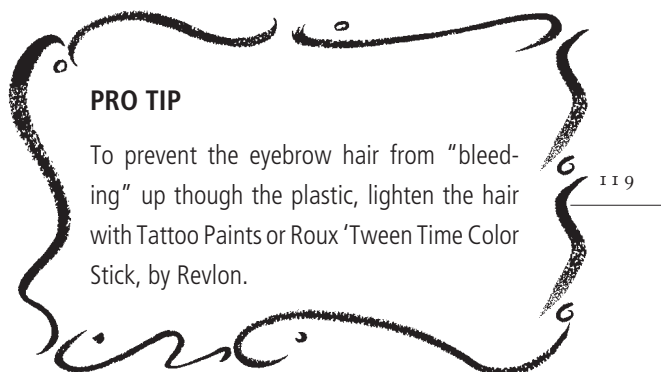 PRO TIP
To prevent the eyebrow hair from “bleed-
ing” up though the plastic, lighten the hair
with Tattoo Paints or Roux ‘Tween Time Color
Stick, by Revlon.
119